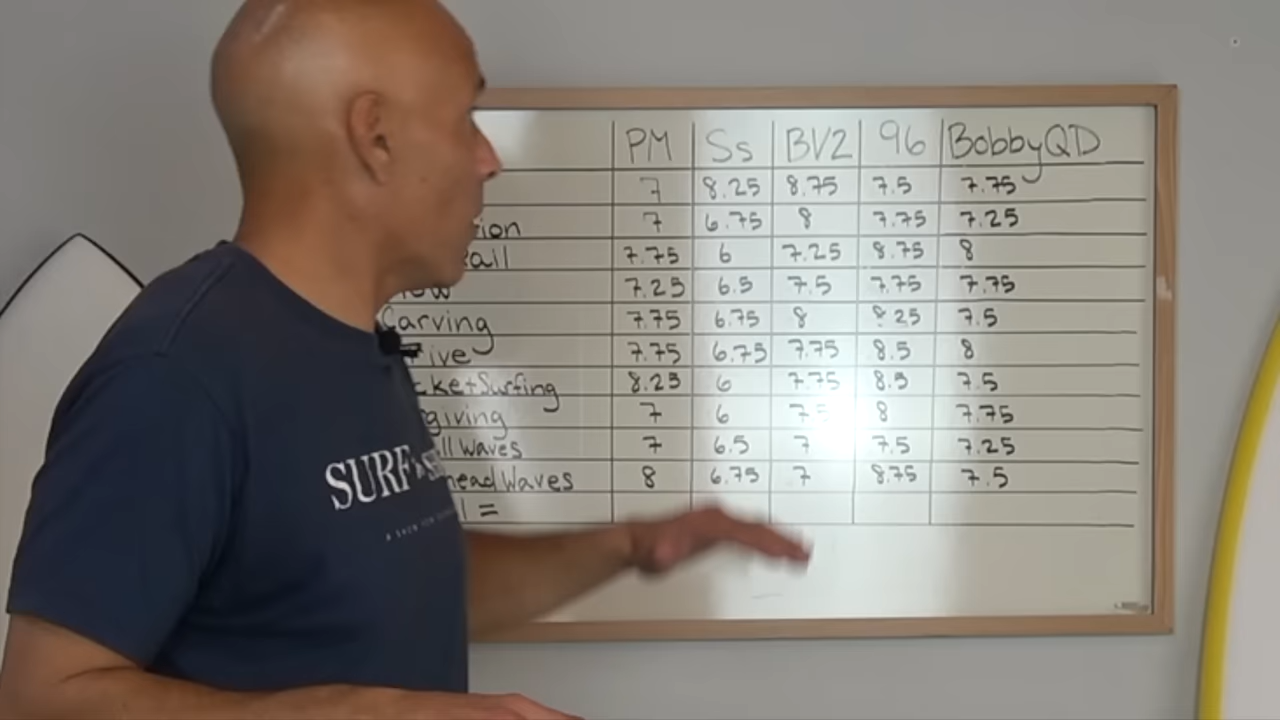 PM Ss BV2 96 BobbyQD
7 8.25 8.75 7.5 7.75
ion 7 6.75 8 7.75 7.25
ail 7.75 6 7.25 8.75 8
7.25 6.5 7.5 7.75 7.75
Carving 7.75 6.75 8 8.25 7.5
ive 7.75 6.75 7.75 8.5 8
cketSurfing 8.25 6 7.75 8.5 7.5
giving 7 6 7.5 8 7.75
ll Waves 7 6.5 7 7.5 7.25
head Waves 8 6.75 7 8.75 7.5
l =
SURF